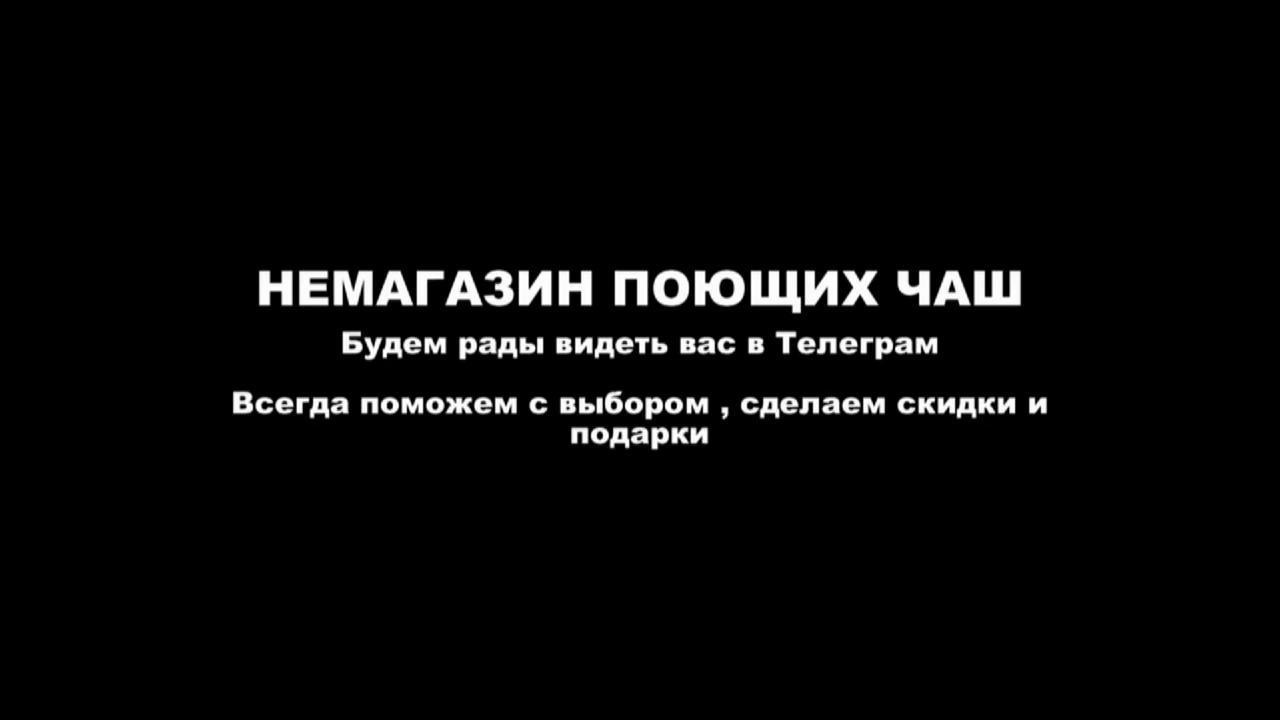 НЕМАГАЗИН ПОЮЩИХ ЧАШ
Будем рады видеть вас в Телеграм
Всегда поможем с выбором , сделаем скидки и
подарки